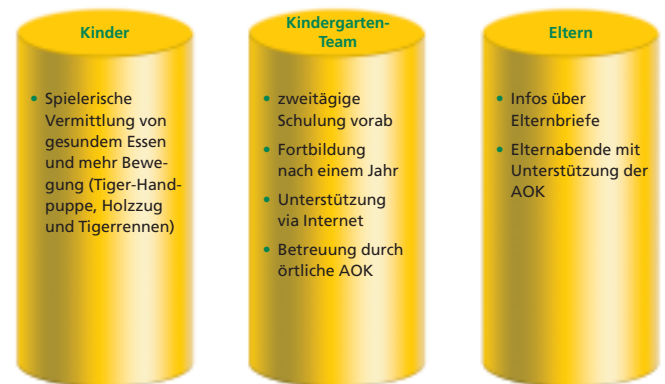 Kinder
• Spielerische
Vermittlung von
gesundem Essen
und mehr Bewe-
gung (Tiger-Hand-
puppe, Holzzug
und Tigerrennen)
Kindergarten-
Team
• zweitägige
Schulung vorab
• Fortbildung
nach einem Jahr
• Unterstützung
via Internet
• Betreuung durch
örtliche AOK
Eltern
• Infos über
Elternbriefe
• Elternabende mit
Unterstützung der
AOK